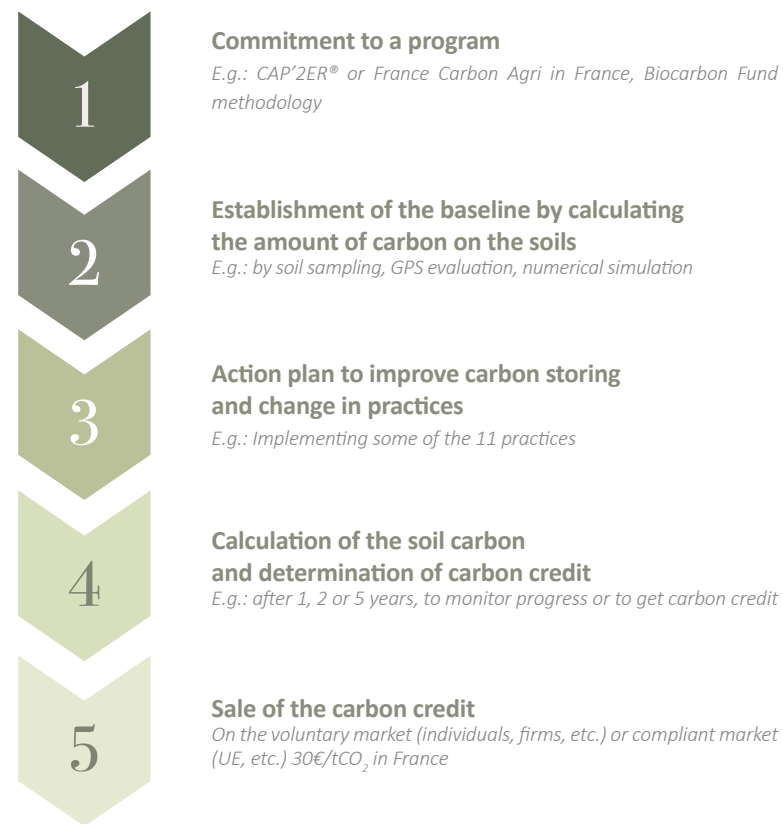 1
Commitment to a program
E.g.: CAP’2ER® or France Carbon Agri in France, Biocarbon Fund
methodology
2
Establishment of the baseline by calculating
the amount of carbon on the soils
E.g.: by soil sampling, GPS evaluation, numerical simulation
3
Action plan to improve carbon storing
and change in practices
E.g.: Implementing some of the 11 practices
4
Calculation of the soil carbon
and determination of carbon credit
E.g.: after 1, 2 or 5 years, to monitor progress or to get carbon credit
5
Sale of the carbon credit
On the voluntary market (individuals, firms, etc.) or compliant market
(UE, etc.) 30€/tCO₂ in France